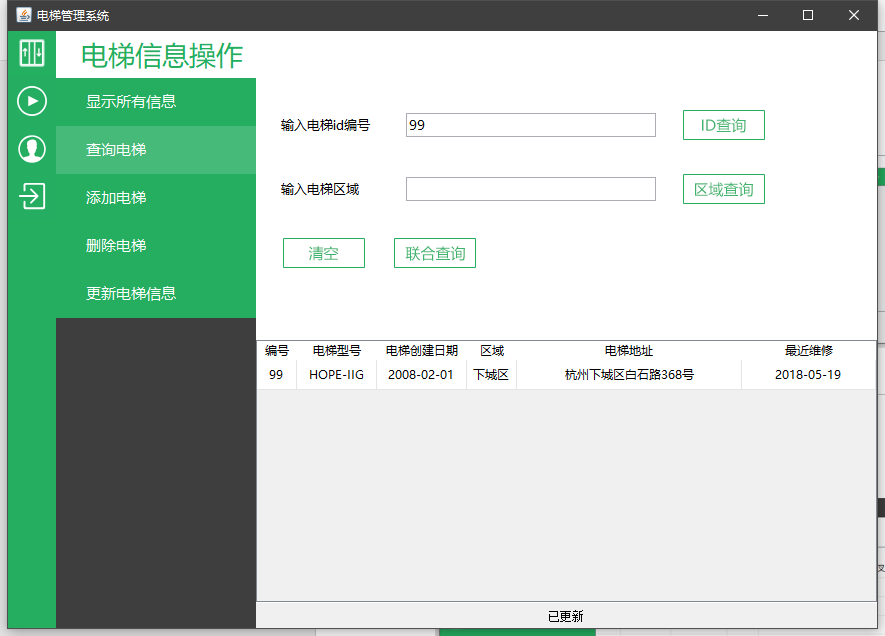 电梯管理系统
电梯信息操作
显示所有信息
查询电梯
添加电梯
删除电梯
更新电梯信息
输入电梯id编号 99 ID查询
输入电梯区域 区域查询
清空 联合查询
编号 电梯型号 电梯创建日期 区域 电梯地址 最近维修
99 HOPE-IIG 2008-02-01 下城区 杭州下城区白石路368号 2018-05-19
已更新